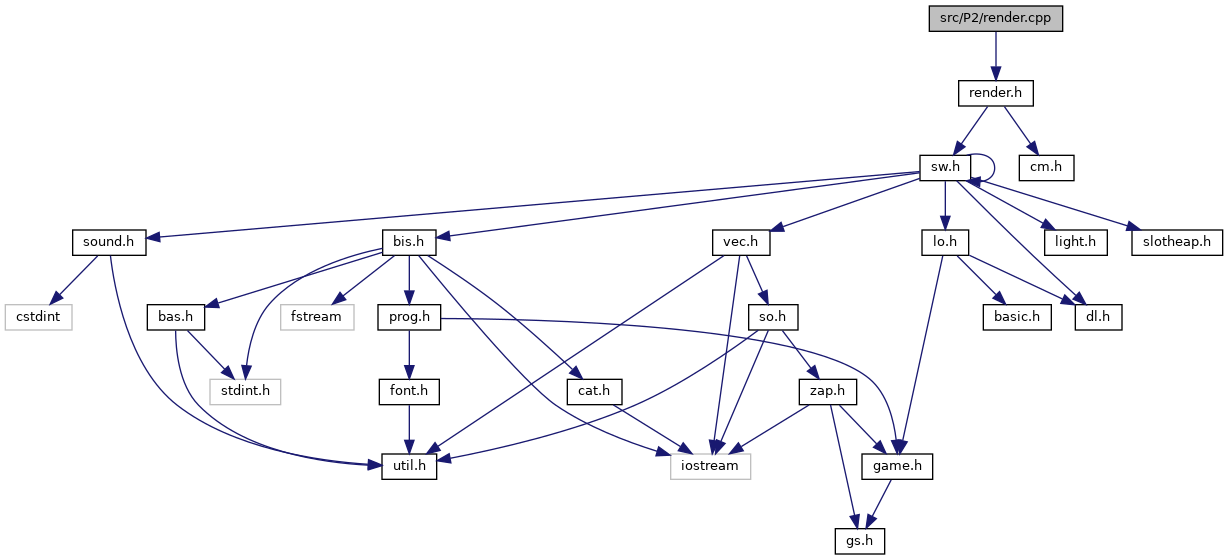 src/P2/render.cpp
render.h
sw.h
cm.h
sound.h
bis.h
vec.h
lo.h
light.h
slotheap.h
cstdint
bas.h
fstream
prog.h
so.h
basic.h
dl.h
stdint.h
font.h
cat.h
zap.h
util.h
iostream
game.h
gs.h